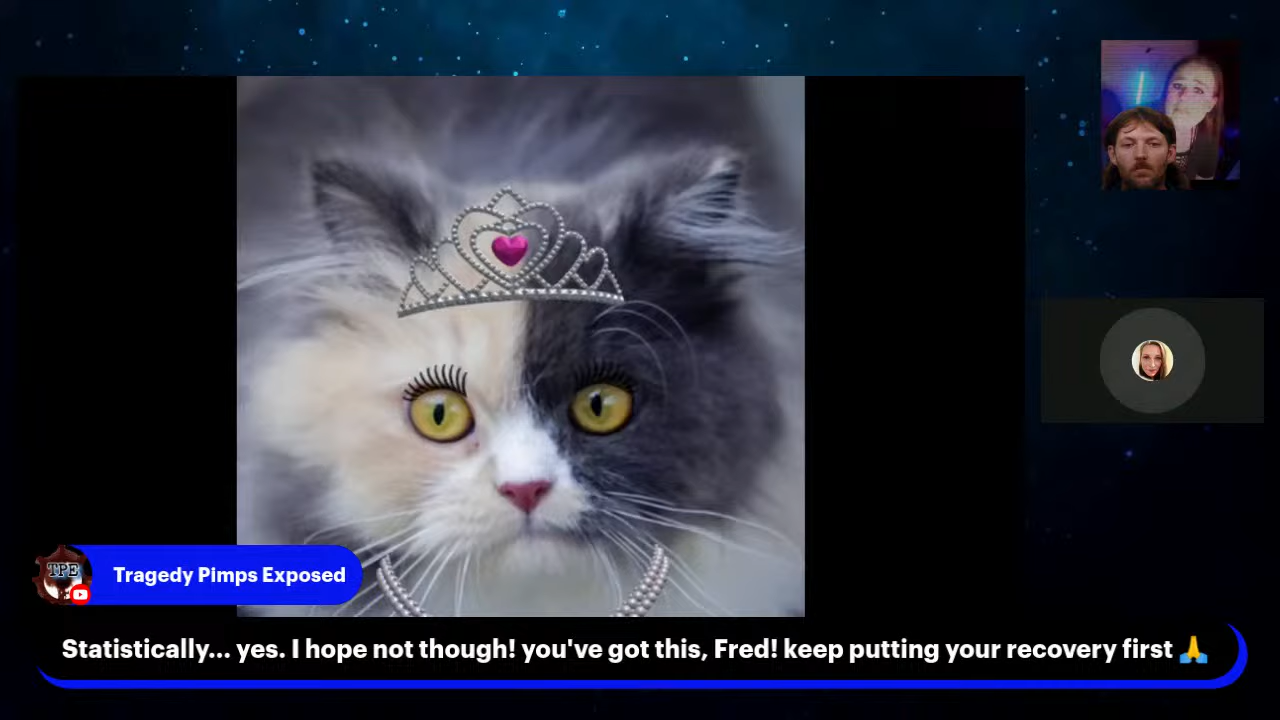 TPE
Tragedy Pimps Exposed
Statistically... yes. I hope not though! you've got this, Fred! keep putting your recovery first 🙏